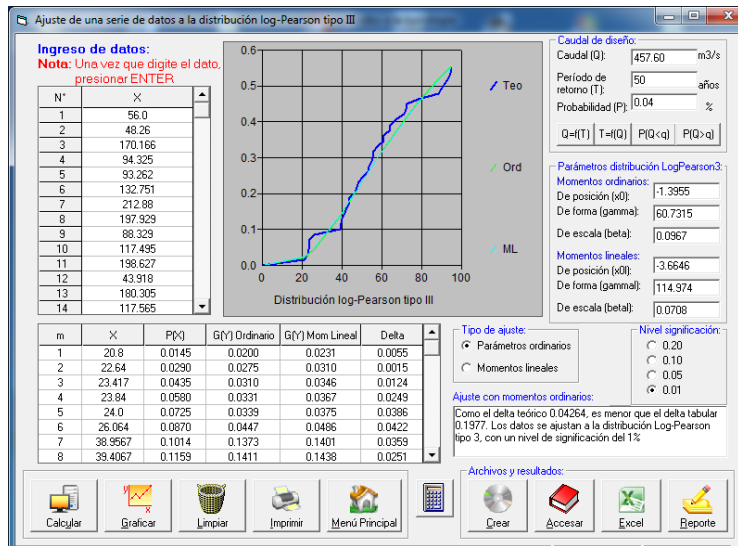 Ajuste de una serie de datos a la distribución log-Pearson tipo III
Ingreso de datos:
Nota: Una vez que digite el dato,
presionar ENTER
N° X
1 56.0
2 48.26
3 170.166
4 94.325
5 93.262
6 132.751
7 212.88
8 197.929
9 88.329
10 117.495
11 198.627
12 43.918
13 180.305
14 117.565
0.6
0.5
0.4
0.3
0.2
0.1
0.0
0 20 40 60 80 100
Distribución log-Pearson tipo III
Teo
Ord
ML
Caudal de diseño:
Caudal (Q): 457.60 m3/s
Período de
retorno (T): 50 años
Probabilidad (P): 0.04 %
Q=f(T) T=f(Q) P(Q<q) P(Q>q)
Parámetros distribución LogPearson3:
Momentos ordinarios:
De posición (x0): -1.3955
De forma (gamma): 60.7315
De escala (beta): 0.0967
Momentos lineales:
De posición (x0l): -3.6646
De forma (gammal): 114.974
De escala (betal): 0.0708
m X P(X) G(Y) Ordinario G(Y) Mom Lineal Delta
1 20.8 0.0145 0.0200 0.0231 0.0055
2 22.64 0.0290 0.0275 0.0310 0.0015
3 23.417 0.0435 0.0310 0.0346 0.0124
4 23.84 0.0580 0.0331 0.0367 0.0249
5 24.0 0.0725 0.0339 0.0375 0.0386
6 26.064 0.0870 0.0447 0.0486 0.0422
7 38.9567 0.1014 0.1373 0.1401 0.0359
8 39.4067 0.1159 0.1411 0.1438 0.0251
Tipo de ajuste:
Parámetros ordinarios
Momentos lineales
Nivel significación:
0.20
0.10
0.05
0.01
Ajuste con momentos ordinarios:
Como el delta teórico 0.04264, es menor que el delta tabular
0.1977. Los datos se ajustan a la distribución Log-Pearson
tipo 3, con un nivel de significación del 1%
Calcular Graficar Limpiar Imprimir Menú Principal
Archivos y resultados:
Crear Accesar Excel Reporte